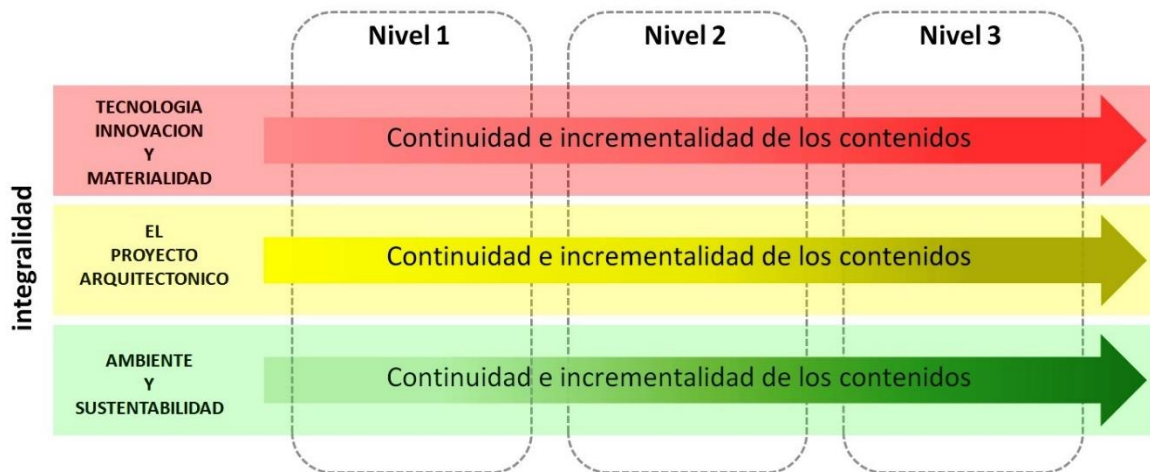 Nivel 1
Nivel 2
Nivel 3
integralidad
TECNOLOGIA
INNOVACION
Y
MATERIALIDAD
Continuidad e incrementalidad de los contenidos
EL
PROYECTO
ARQUITECTONICO
Continuidad e incrementalidad de los contenidos
AMBIENTE
Y
SUSTENTABILIDAD
Continuidad e incrementalidad de los contenidos